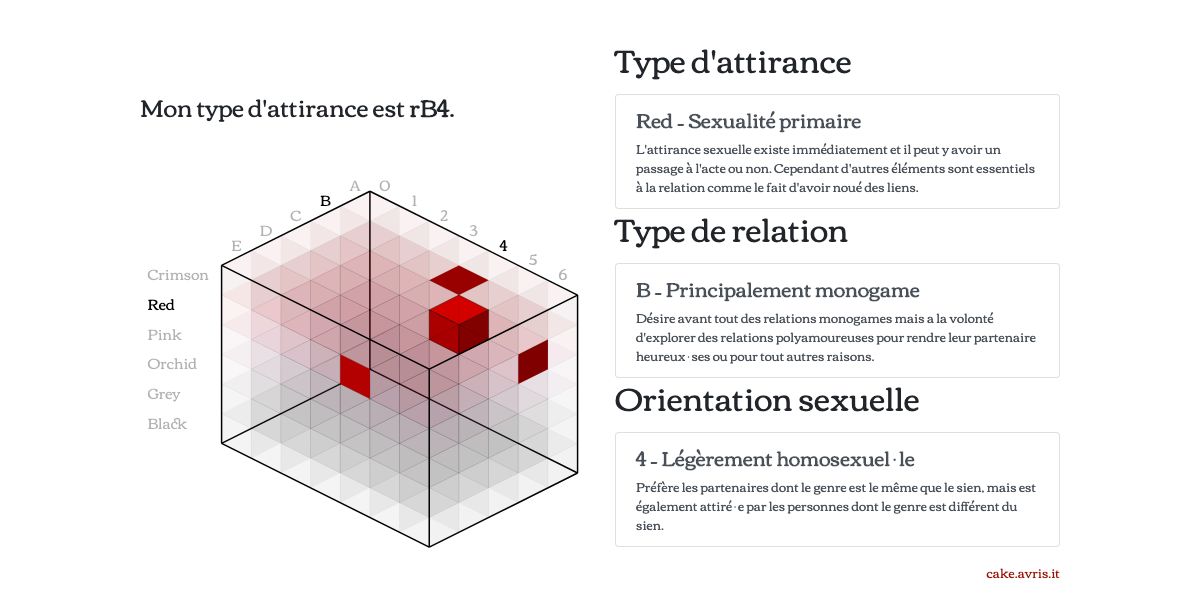 Mon type d'attirance est rB4.
A O
B 1
C 2
D 3
E 4
5
6
Crimson
Red
Pink
Orchid
Grey
Black
Type d'attirance
Red - Sexualité primaire
L'attirance sexuelle existe immédiatement et il peut y avoir un
passage à l'acte ou non. Cependant d'autres éléments sont essentiels
à la relation comme le fait d'avoir noué des liens.
Type de relation
B - Principalement monogame
Désire avant tout des relations monogames mais a la volonté
d'explorer des relations polyamoureuses pour rendre leur partenaire
heureux·ses ou pour tout autres raisons.
Orientation sexuelle
4 - Légèrement homosexuel·le
Préfère les partenaires dont le genre est le même que le sien, mais est
également attiré·e par les personnes dont le genre est différent du
sien.
cake.avris.it